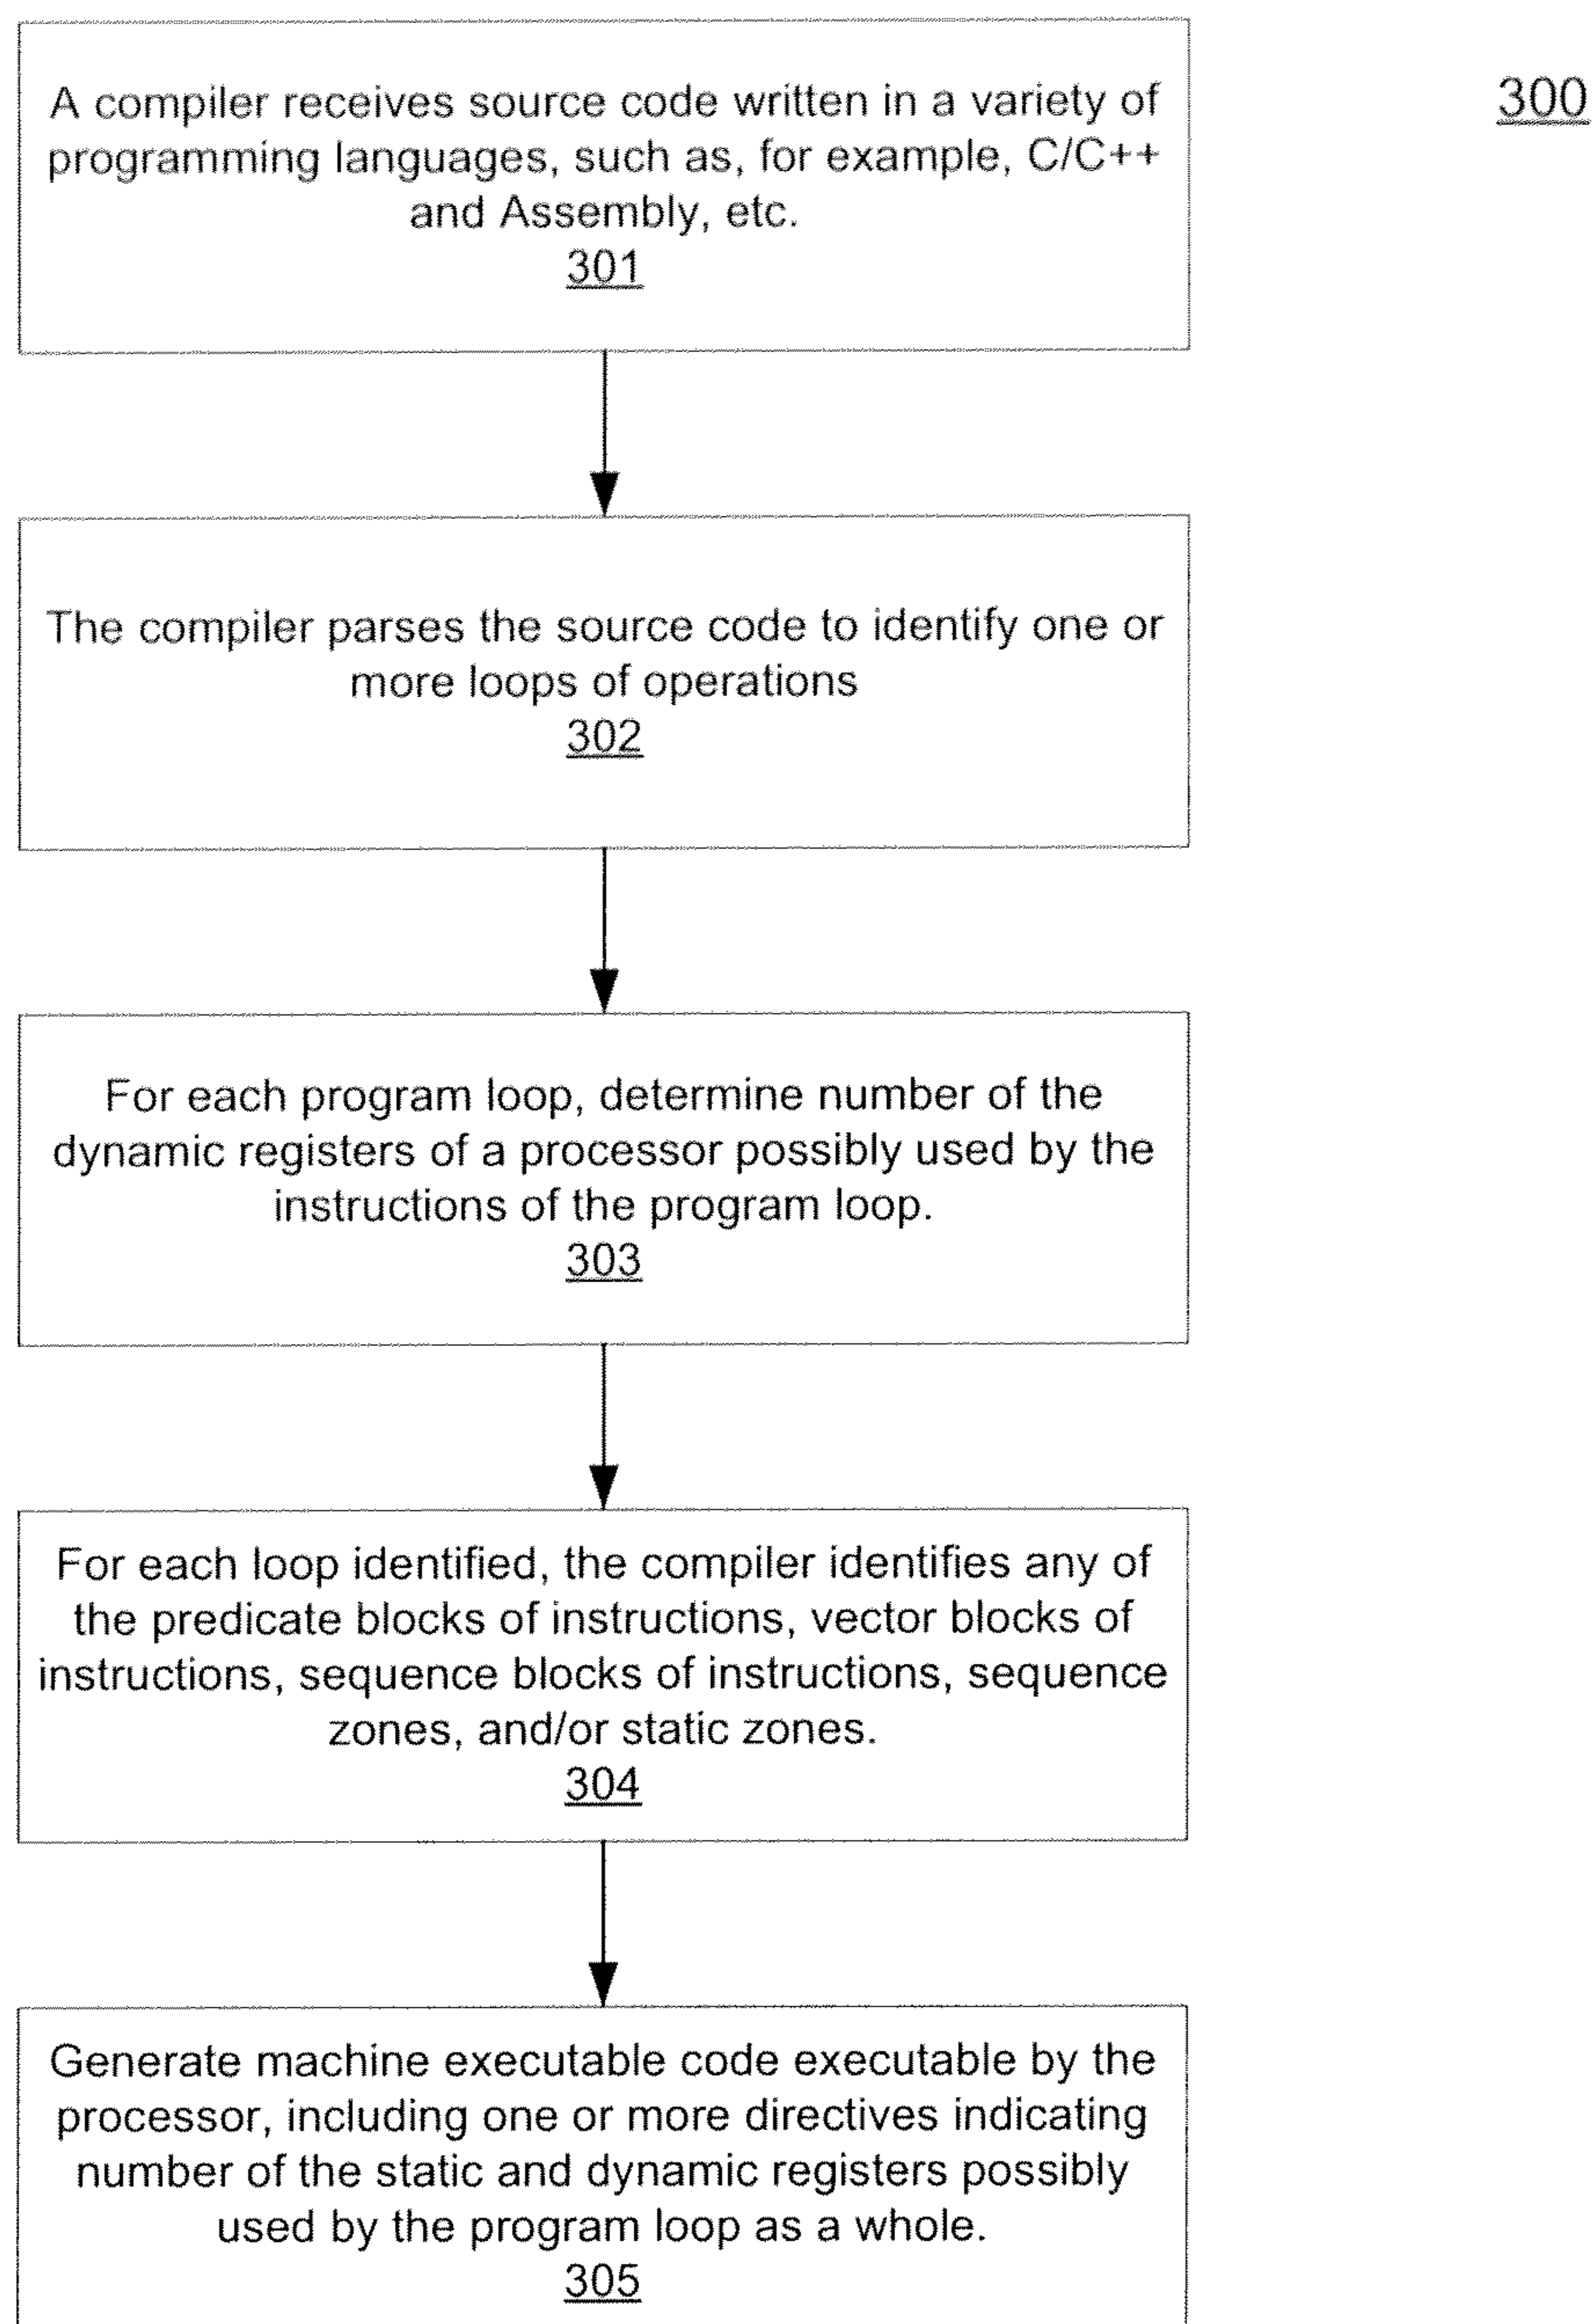 300
A compiler receives source code written in a variety of
programming languages, such as, for example, C/C++
and Assembly, etc.
301
The compiler parses the source code to identify one or
more loops of operations
302
For each program loop, determine number of the
dynamic registers of a processor possibly used by the
instructions of the program loop.
303
For each loop identified, the compiler identifies any of
the predicate blocks of instructions, vector blocks of
instructions, sequence blocks of instructions, sequence
zones, and/or static zones.
304
Generate machine executable code executable by the
processor, including one or more directives indicating
number of the static and dynamic registers possibly
used by the program loop as a whole.
305